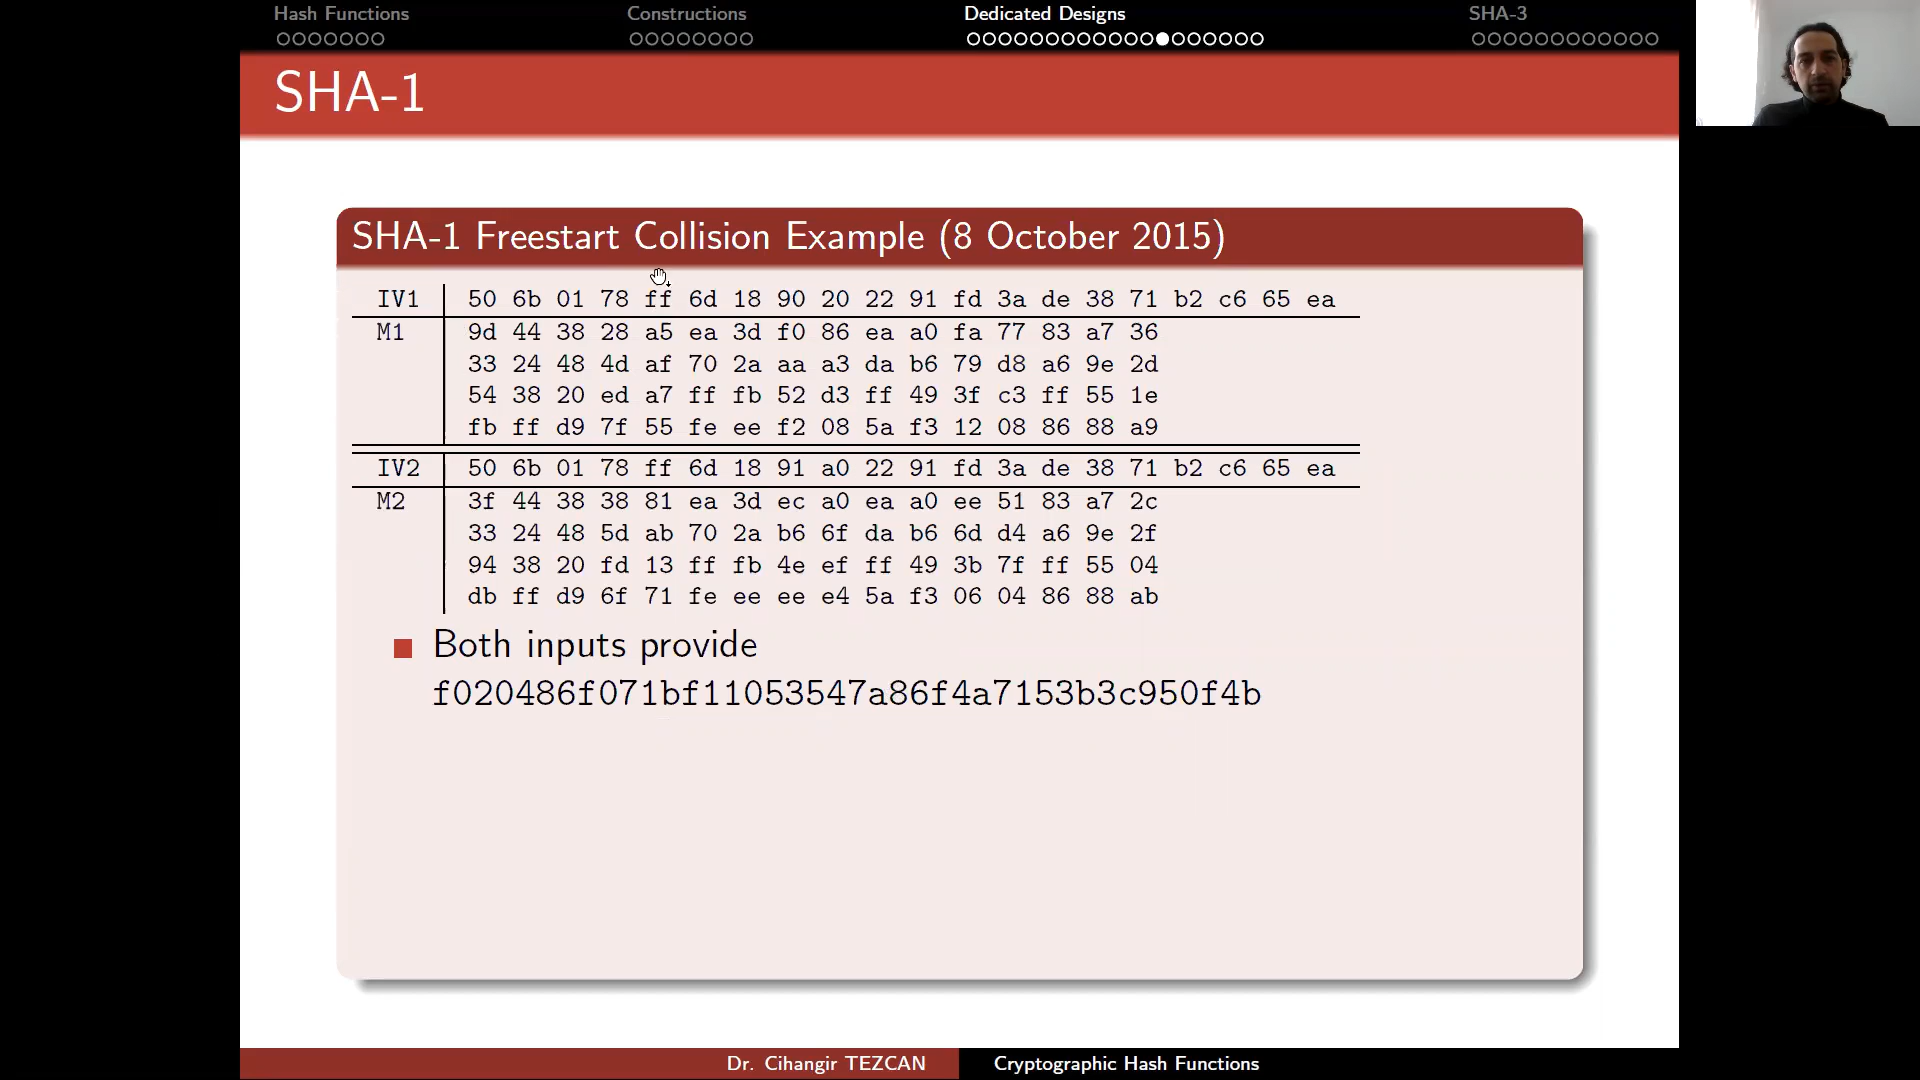 Hash Functions Constructions Dedicated Designs SHA-3
SHA-1
SHA-1 Freestart Collision Example (8 October 2015)
IV1 50 6b 01 78 ff 6d 18 90 20 22 91 fd 3a de 38 71 b2 c6 65 ea
M1 9d 44 38 28 a5 ea 3d f0 86 ea a0 fa 77 83 a7 36
33 24 48 4d af 70 2a aa a3 da b6 79 d8 a6 9e 2d
54 38 20 ed a7 ff fb 52 d3 ff 49 3f c3 ff 55 1e
fb ff d9 7f 55 fe ee f2 08 5a f3 12 08 86 88 a9
IV2 50 6b 01 78 ff 6d 18 91 a0 22 91 fd 3a de 38 71 b2 c6 65 ea
M2 3f 44 38 38 81 ea 3d ec a0 ea a0 ee 51 83 a7 2c
33 24 48 5d ab 70 2a b6 6f da b6 6d d4 a6 9e 2f
94 38 20 fd 13 ff fb 4e ef ff 49 3b 7f ff 55 04
db ff d9 6f 71 fe ee ee e4 5a f3 06 04 86 88 ab
Both inputs provide
f020486f071bf11053547a86f4a7153b3c950f4b
Dr. Cihangir TEZCAN Cryptographic Hash Functions